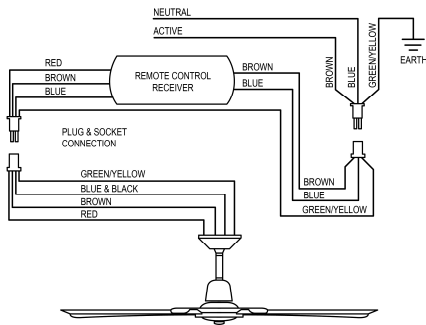 NEUTRAL
ACTIVE
RED
BROWN
BLUE
REMOTE CONTROL
RECEIVER
BROWN
BLUE
BROWN
BLUE
GREEN/YELLOW
EARTH
PLUG & SOCKET
CONNECTION
GREEN/YELLOW
BLUE & BLACK
BROWN
RED
BROWN
BLUE
GREEN/YELLOW